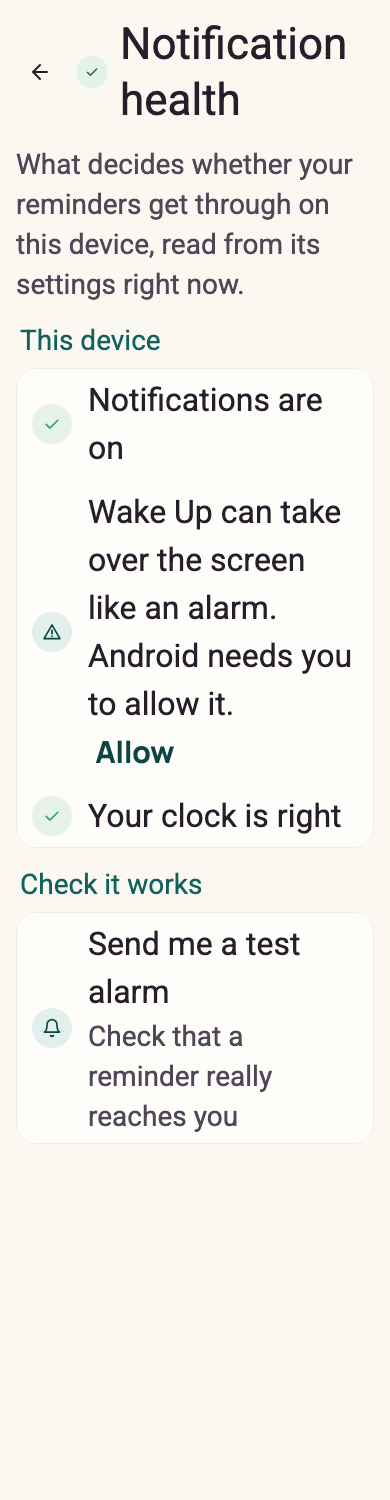 Notification
health
What decides whether your
reminders get through on
this device, read from its
settings right now.
This device
Notifications are
on
Wake Up can take
over the screen
like an alarm.
Android needs you
to allow it.
Allow
Your clock is right
Check it works
Send me a test
alarm
Check that a
reminder really
reaches you